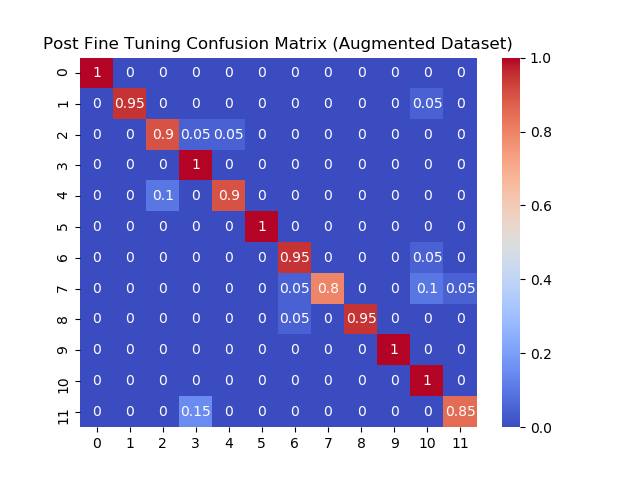 Post Fine Tuning Confusion Matrix (Augmented Dataset)
0 1 0 0 0 0 0 0 0 0 0 0 0
1 0 0.95 0 0 0 0 0 0 0 0 0.05 0
2 0 0 0.9 0.05 0.05 0 0 0 0 0 0 0
3 0 0 0 1 0 0 0 0 0 0 0 0
4 0 0 0.1 0 0.9 0 0 0 0 0 0 0
5 0 0 0 0 0 1 0 0 0 0 0 0
6 0 0 0 0 0 0 0.95 0 0 0 0.05 0
7 0 0 0 0 0 0 0.05 0.8 0 0 0.1 0.05
8 0 0 0 0 0 0 0.05 0 0.95 0 0 0
9 0 0 0 0 0 0 0 0 0 1 0 0
10 0 0 0 0 0 0 0 0 0 0 1 0
11 0 0 0 0.15 0 0 0 0 0 0 0 0.85
0 1 2 3 4 5 6 7 8 9 10 11
1.0
0.8
0.6
0.4
0.2
0.0